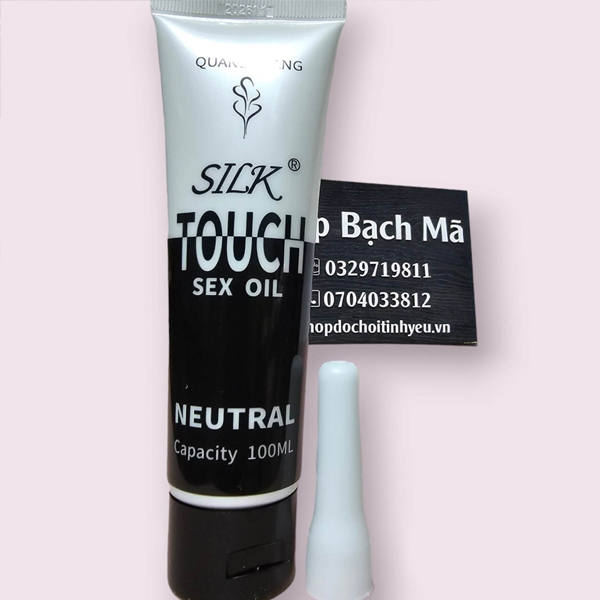 SILK®
TOUCH
SEX OIL
NEUTRAL
Capacity 100ML
Bạch Mã
0329719811
0704033812
hopdochoitinhyeu.vn